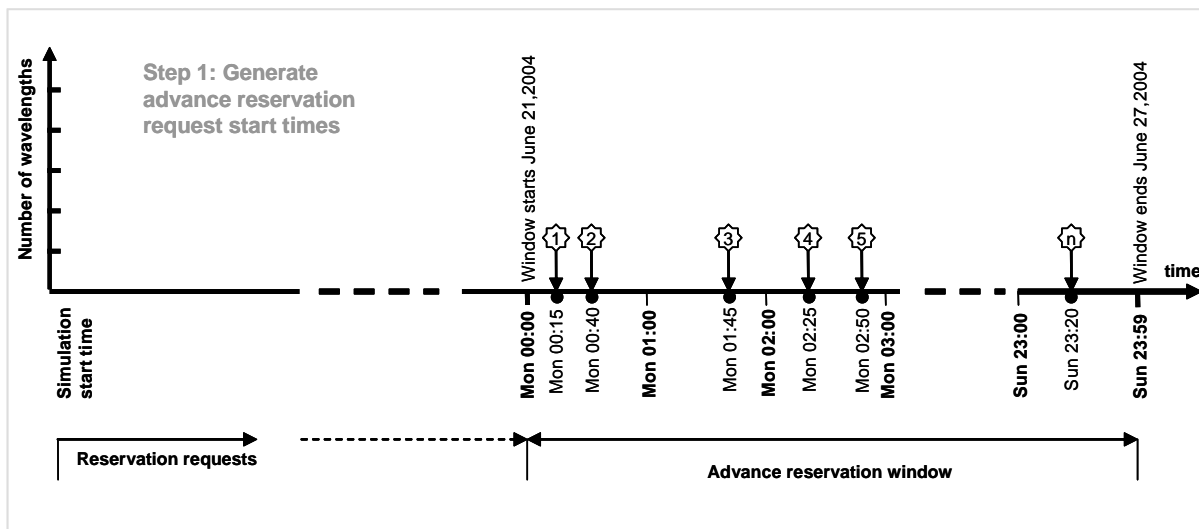 Number of wavelengths
Step 1: Generate
advance reservation
request start times
Window starts June 21,2004
Window ends June 27,2004
1
2
3
4
5
n
time
Simulation
start time
Mon 00:00
Mon 00:15
Mon 00:40
Mon 01:00
Mon 01:45
Mon 02:00
Mon 02:25
Mon 02:50
Mon 03:00
Sun 23:00
Sun 23:20
Sun 23:59
Reservation requests
Advance reservation window